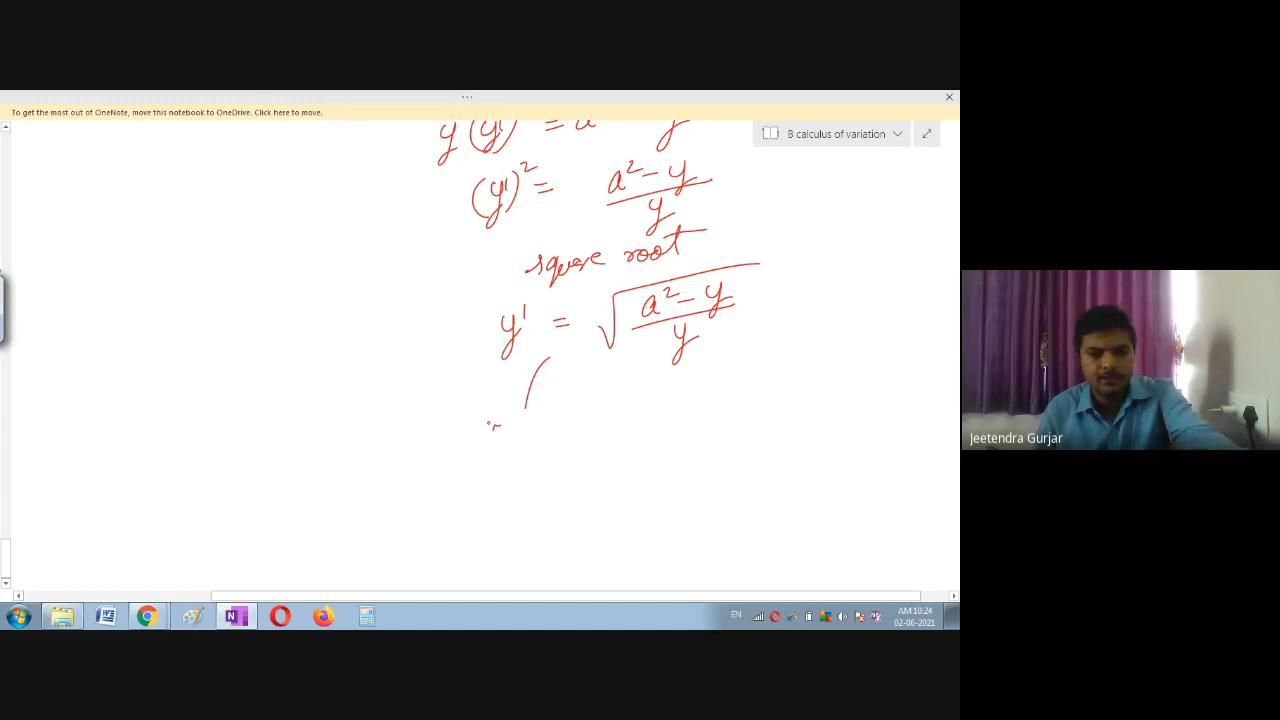 To get the most out of OneNote, move this notebook to OneDrive. Click here to move.
B calculus of variation
y(y') = a y
(y')² = a² - y / y
square root
y' = √(a² - y / y)
Jeetendra Gurjar
EN
AM 10:24
02-06-2021